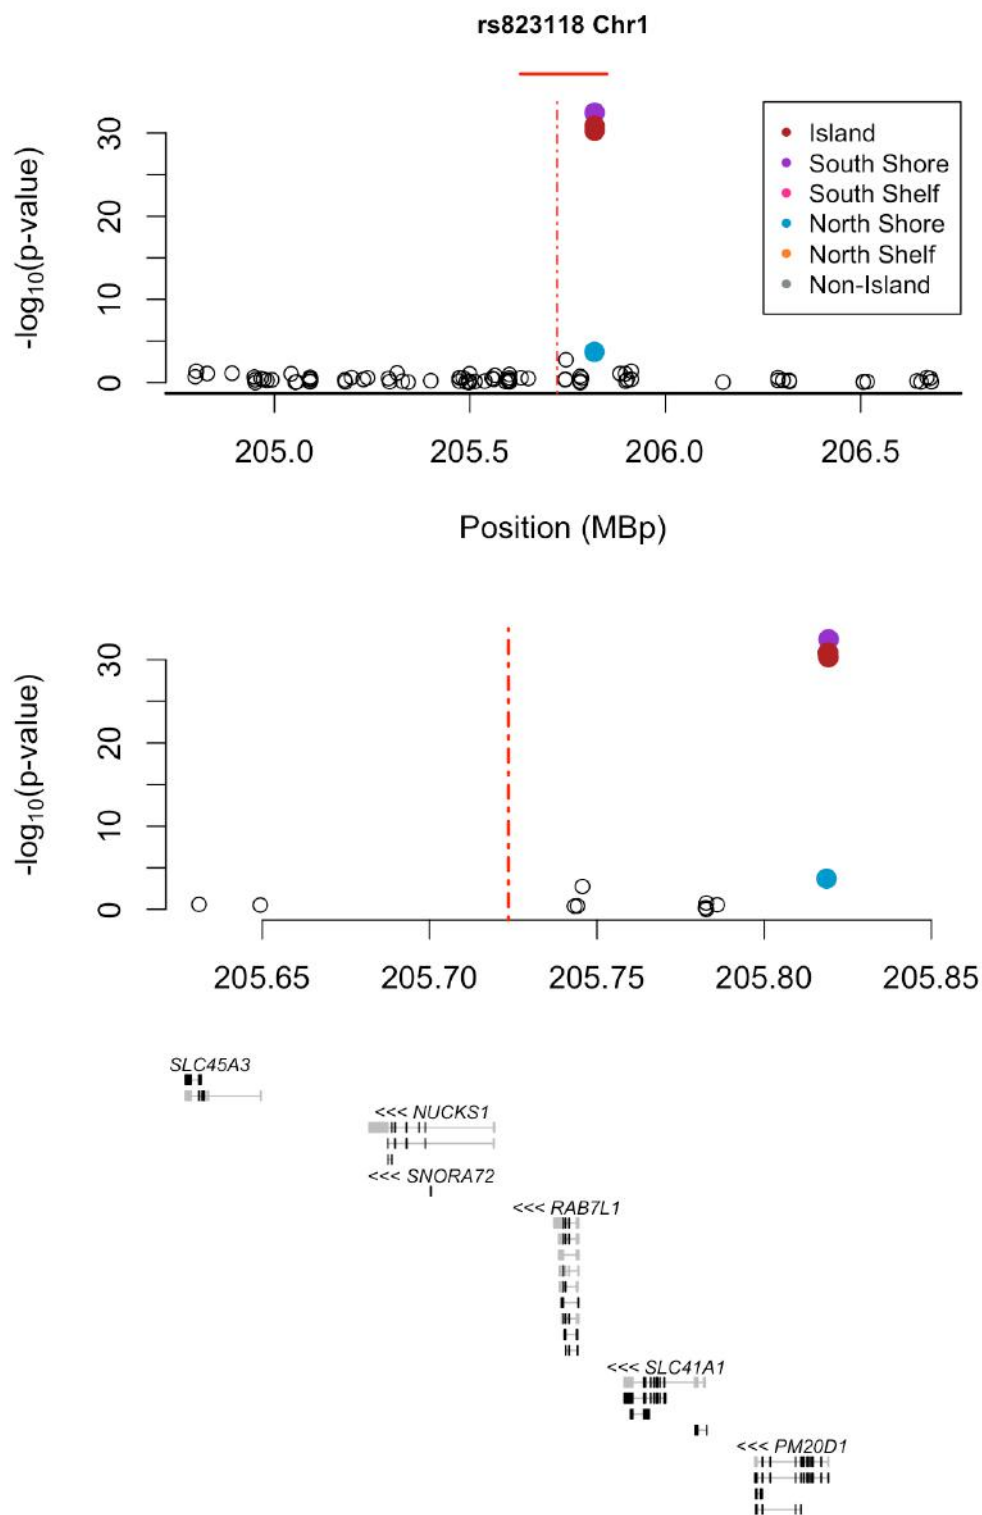 rs823118 Chr1
-log10(p-value)
30
20
10
0
Island
South Shore
South Shelf
North Shore
North Shelf
Non-Island
205.0 205.5 206.0 206.5
Position (MBp)
-log10(p-value)
30
20
10
0
205.65 205.70 205.75 205.80 205.85
SLC45A3
<<< NUCKS1
<<< SNORA72
<<< RAB7L1
<<< SLC41A1
<<< PM20D1